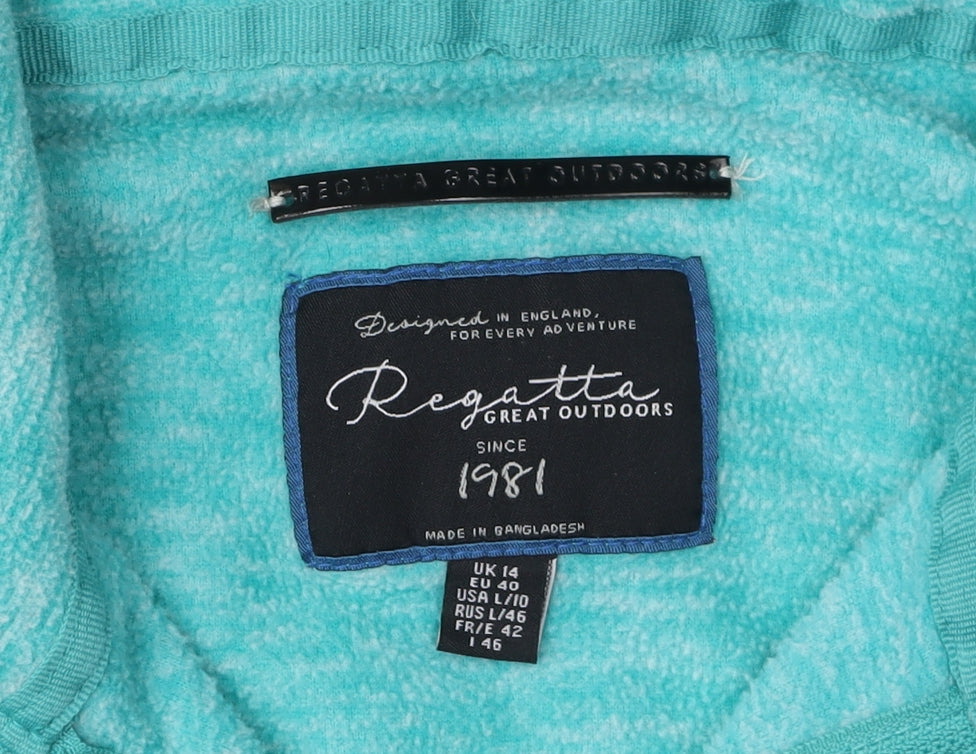 REGATTA GREAT OUTDOORS
Designed IN ENGLAND,
FOR EVERY ADVENTURE
Regatta
GREAT OUTDOORS
SINCE
1981
MADE IN BANGLADESH
UK 14
EU 40
USA L/10
RUS L/46
FR/E 42
I 46